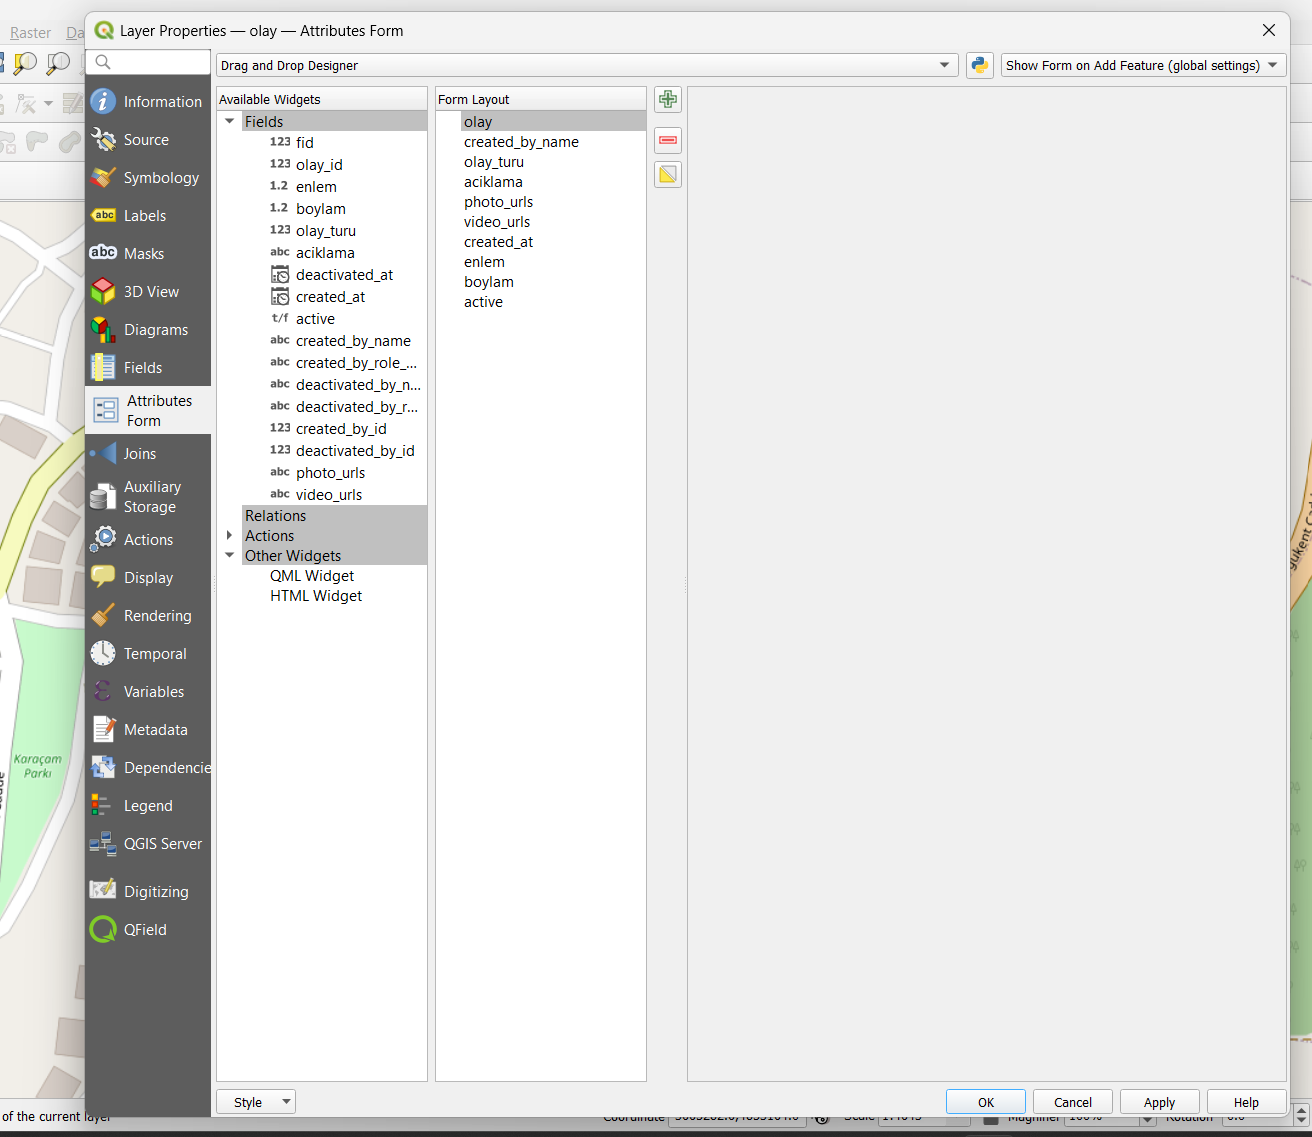 Layer Properties — olay — Attributes Form
Raster Da
Drag and Drop Designer
Show Form on Add Feature (global settings)
Information
Source
Symbology
Labels
Masks
3D View
Diagrams
Fields
Attributes
Form
Joins
Auxiliary
Storage
Actions
Display
Rendering
Temporal
Variables
Metadata
Dependencie
Legend
QGIS Server
Digitizing
QField
Available Widgets
Fields
123 fid
123 olay_id
1.2 enlem
1.2 boylam
123 olay_turu
abc aciklama
deactivated_at
created_at
t/f active
abc created_by_name
abc created_by_role_...
abc deactivated_by_n...
abc deactivated_by_r...
123 created_by_id
123 deactivated_by_id
abc photo_urls
abc video_urls
Relations
Actions
Other Widgets
QML Widget
HTML Widget
Form Layout
olay
created_by_name
olay_turu
aciklama
photo_urls
video_urls
created_at
enlem
boylam
active
Karaçam
Parkı
Style
OK
Cancel
Apply
Help
of the current layer
Coordinate
Scale
Magnifier
Rotation